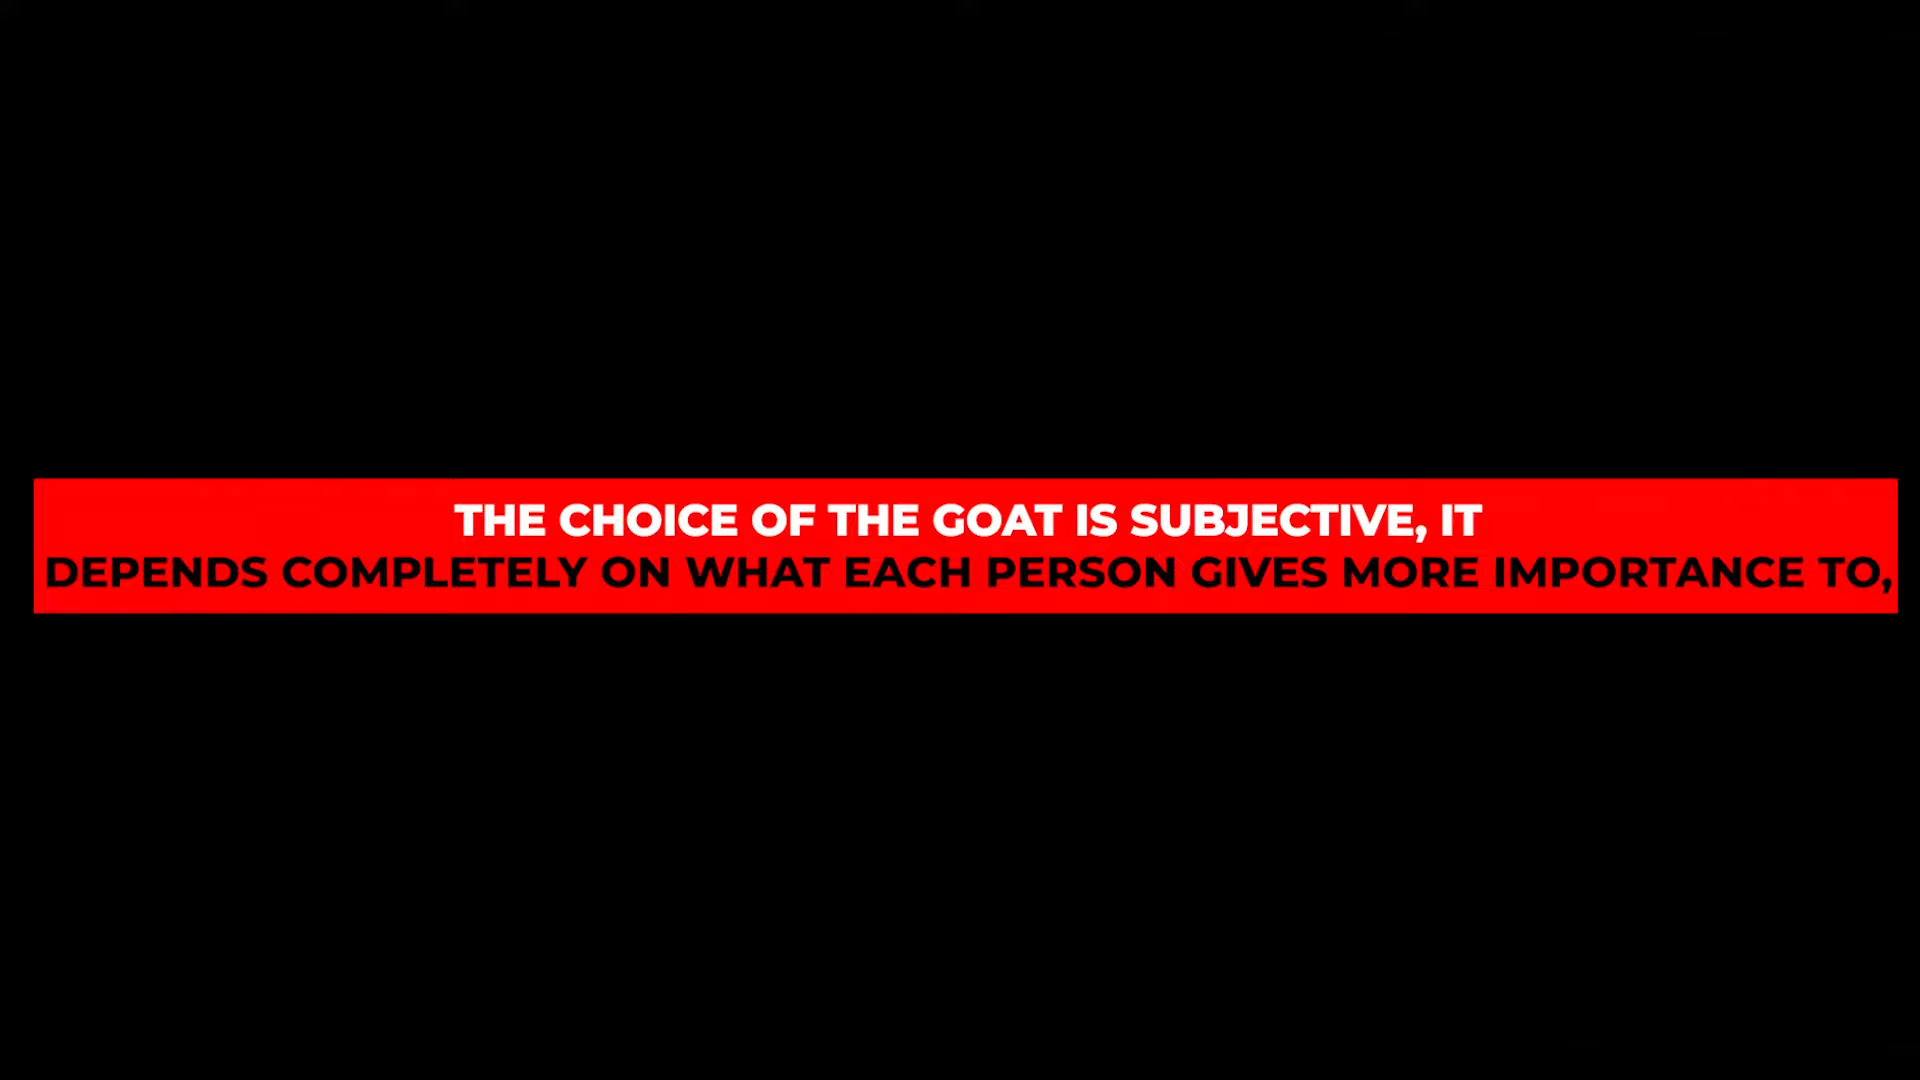 THE CHOICE OF THE GOAT IS SUBJECTIVE, IT
DEPENDS COMPLETELY ON WHAT EACH PERSON GIVES MORE IMPORTANCE TO,